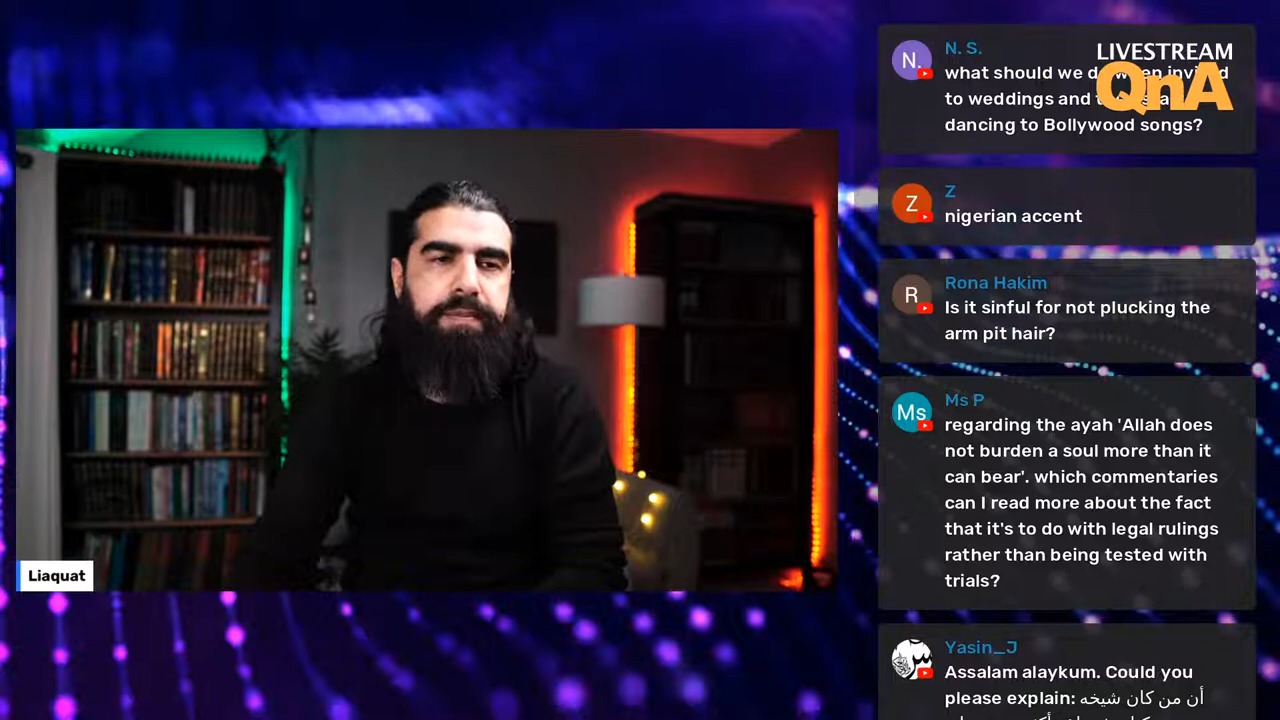 Liaquat
LIVESTREAM
QnA
N.
N. S.
what should we
to weddings and
dancing to Bollywood songs?
Z
Z
nigerian accent
R
Rona Hakim
Is it sinful for not plucking the
arm pit hair?
Ms
Ms P
regarding the ayah 'Allah does
not burden a soul more than it
can bear'. which commentaries
can I read more about the fact
that it's to do with legal rulings
rather than being tested with
trials?
Yasin_J
Assalam alaykum. Could you
please explain: أن من كان شيخه